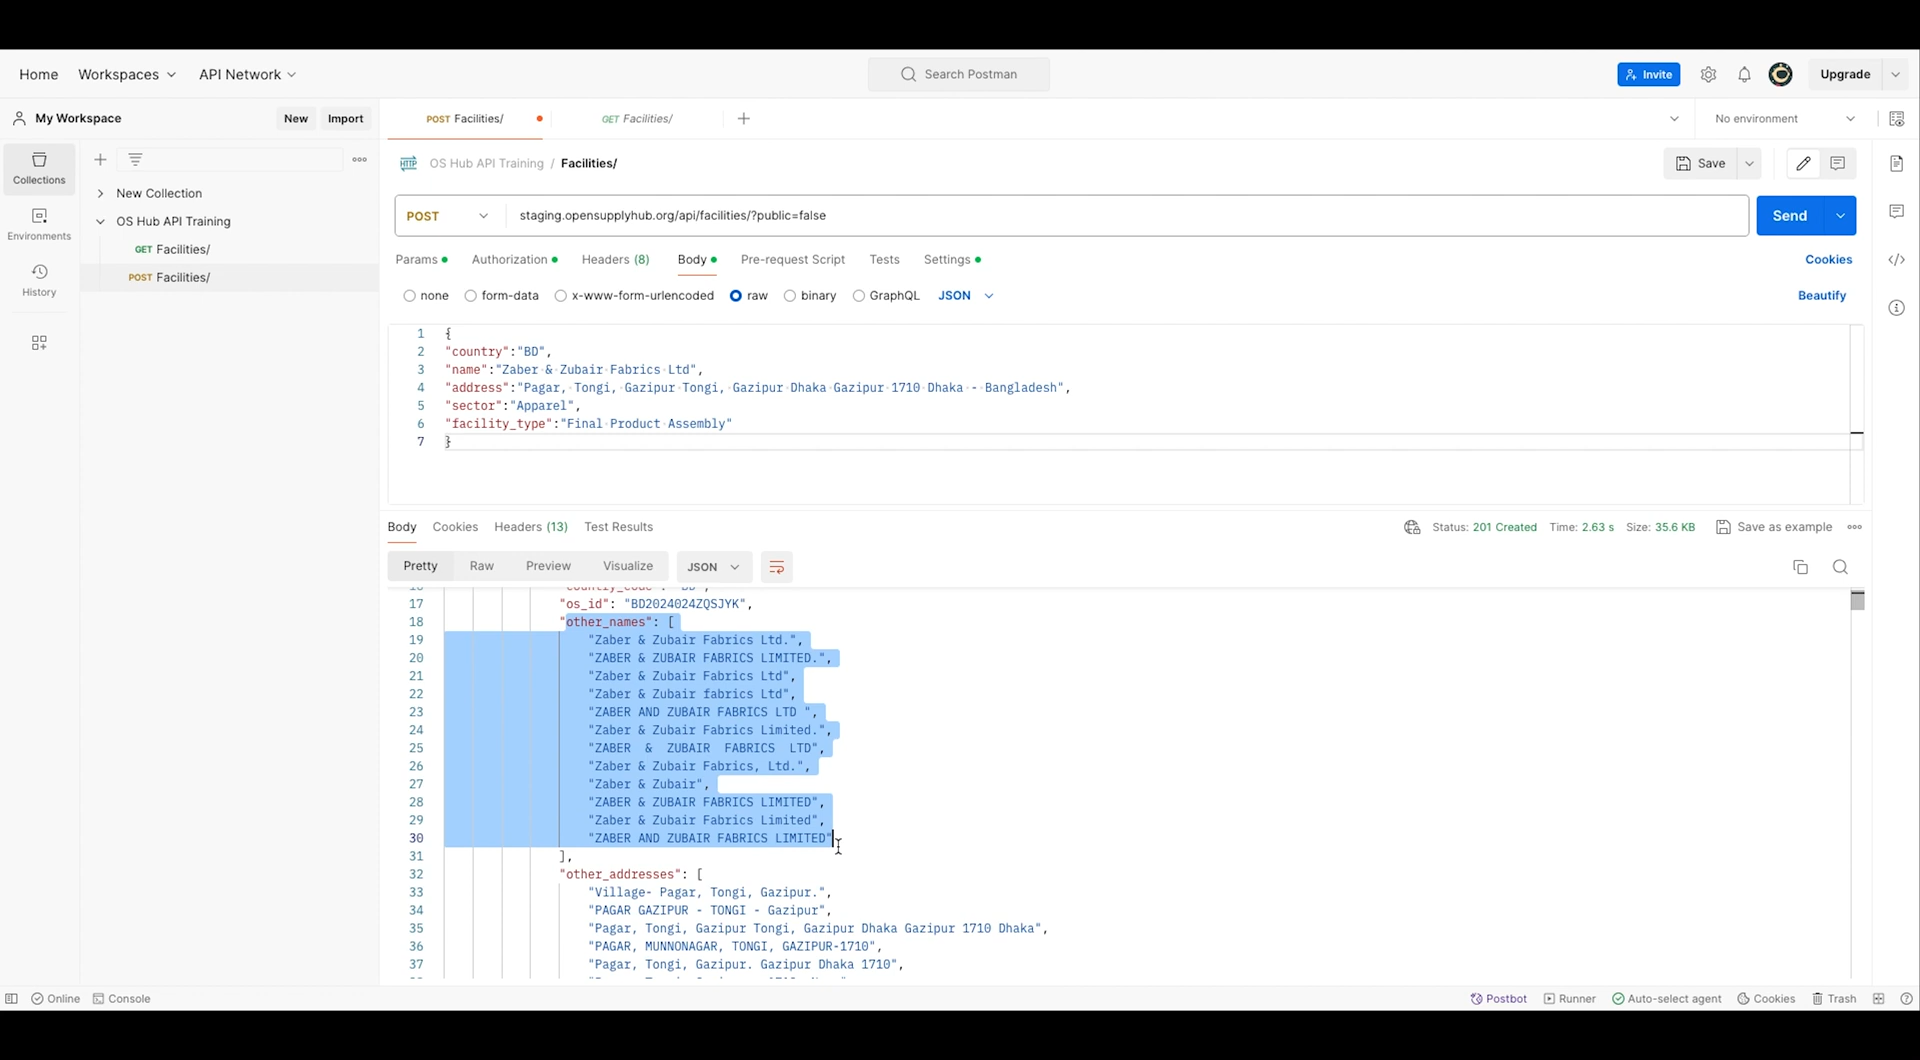 Home Workspaces API Network Search Postman Invite Upgrade
My Workspace New Import POST Facilities/ GET Facilities/ No environment
OS Hub API Training / Facilities/ Save
Collections
New Collection
POST staging.opensupplyhub.org/api/facilities/?public=false Send
OS Hub API Training
Environments
GET Facilities/
POST Facilities/
History
Params Authorization Headers (8) Body Pre-request Script Tests Settings Cookies
none form-data x-www-form-urlencoded raw binary GraphQL JSON Beautify
1 {
2 "country":"BD",
3 "name":"Zaber & Zubair Fabrics Ltd",
4 "address":"Pagar, Tongi, Gazipur Tongi, Gazipur Dhaka Gazipur 1710 Dhaka - Bangladesh",
5 "sector":"Apparel",
6 "facility_type":"Final Product Assembly"
7 }
Body Cookies Headers (13) Test Results Status: 201 Created Time: 2.63 s Size: 35.6 KB Save as example
Pretty Raw Preview Visualize JSON
17 "os_id": "BD2024024ZQSJYK",
18 "other_names": [
19 "Zaber & Zubair Fabrics Ltd.",
20 "ZABER & ZUBAIR FABRICS LIMITED.",
21 "Zaber & Zubair Fabrics Ltd",
22 "Zaber & Zubair fabrics Ltd",
23 "ZABER AND ZUBAIR FABRICS LTD ",
24 "Zaber & Zubair Fabrics Limited.",
25 "ZABER  &  ZUBAIR  FABRICS  LTD",
26 "Zaber & Zubair Fabrics, Ltd.",
27 "Zaber & Zubair",
28 "ZABER & ZUBAIR FABRICS LIMITED",
29 "Zaber & Zubair Fabrics Limited",
30 "ZABER AND ZUBAIR FABRICS LIMITED"
31 ],
32 "other_addresses": [
33 "Village- Pagar, Tongi, Gazipur.",
34 "PAGAR GAZIPUR - TONGI - Gazipur",
35 "Pagar, Tongi, Gazipur Tongi, Gazipur Dhaka Gazipur 1710 Dhaka",
36 "PAGAR, MUNNONAGAR, TONGI, GAZIPUR-1710",
37 "Pagar, Tongi, Gazipur. Gazipur Dhaka 1710",
Online Console Postbot Runner Auto-select agent Cookies Trash